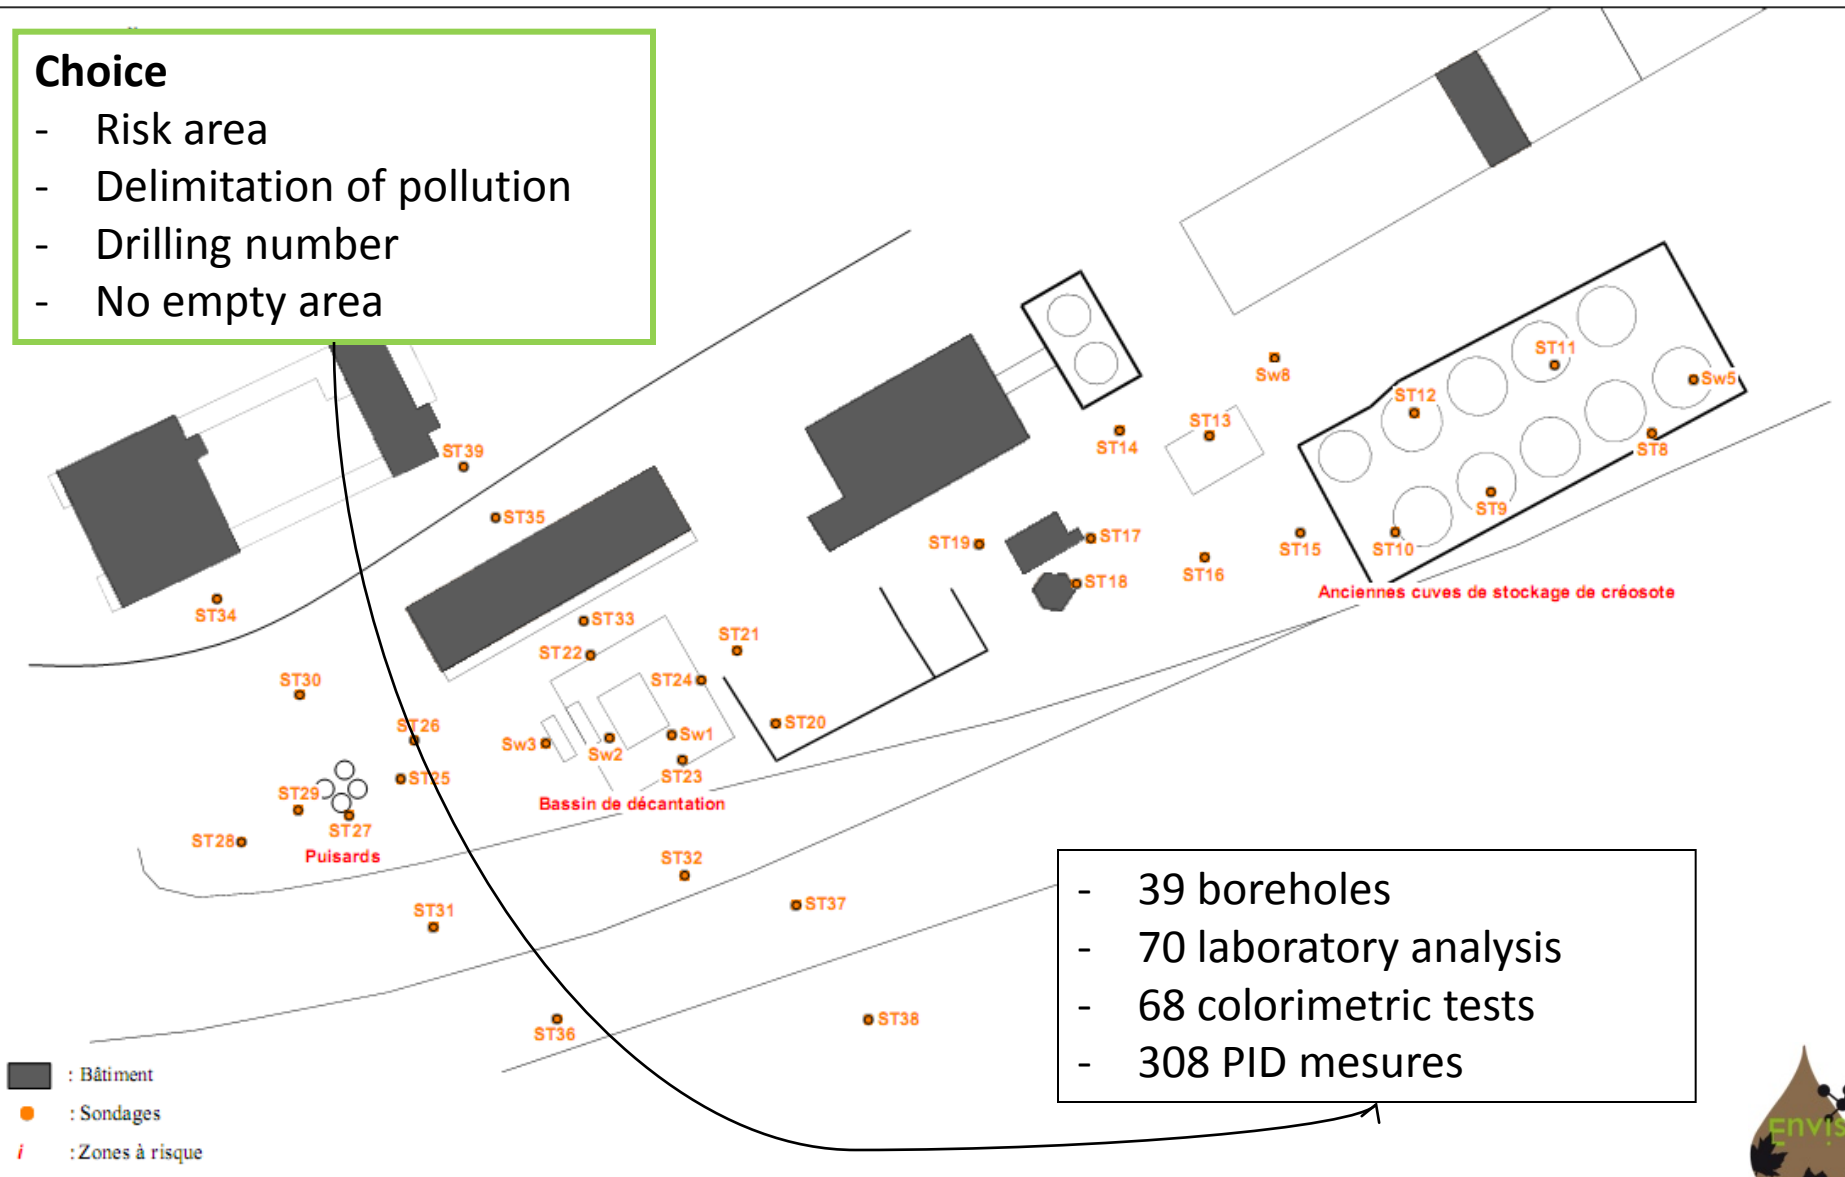 Choice
- Risk area
- Delimitation of pollution
- Drilling number
- No empty area
ST11
Sw8
Sw5
ST12
ST13
ST14
ST8
ST39
ST9
ST35
ST19
ST17
ST15
ST10
ST16
ST18
Anciennes cuves de stockage de créosote
ST34
ST33
ST21
ST22
ST30
ST24
ST26
ST20
Sw3
Sw2
Sw1
ST25
ST23
ST29
Bassin de décantation
ST27
ST28
Puisards
ST32
ST31
ST37
- 39 boreholes
- 70 laboratory analysis
- 68 colorimetric tests
- 308 PID mesures
ST36
ST38
: Bâtiment
: Sondages
i : Zones à risque